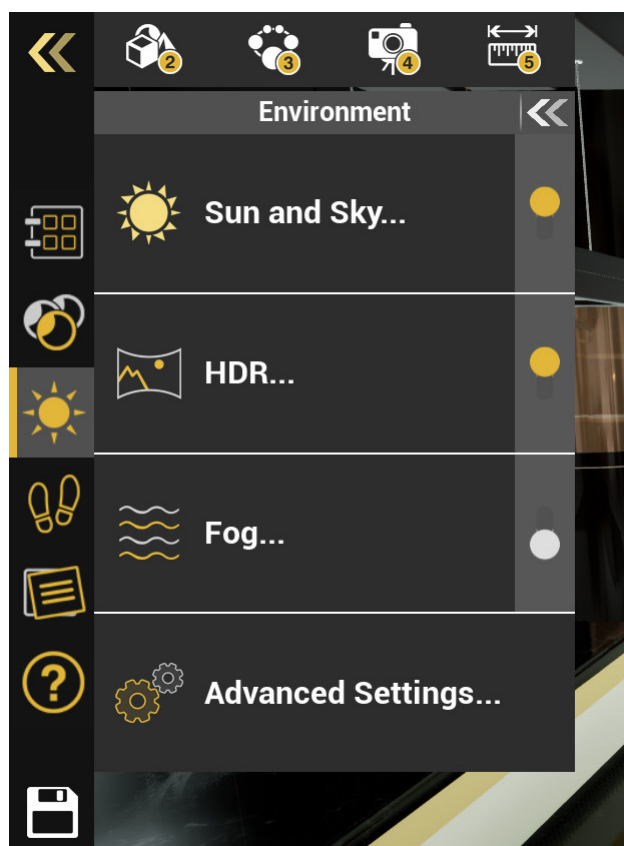 2
3
4
5
Environment
Sun and Sky...
HDR...
Fog...
Advanced Settings...
?